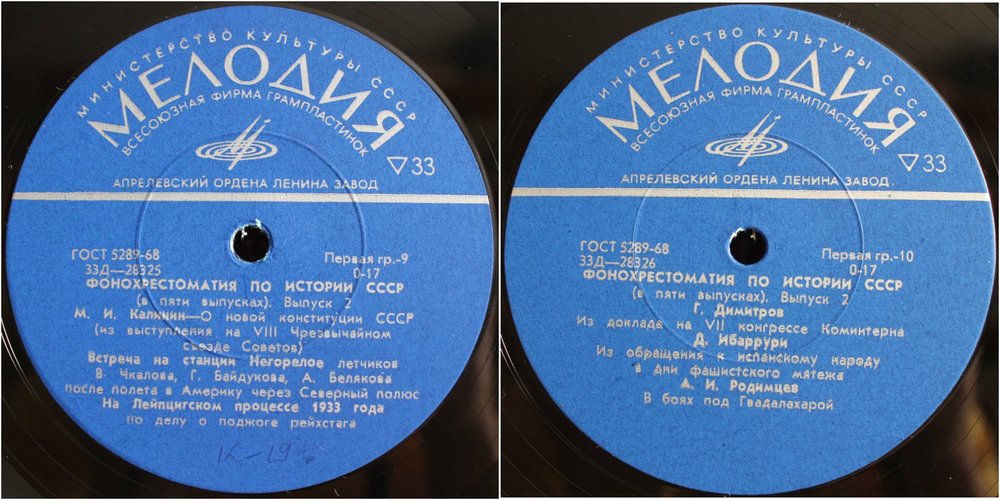 МИНИСТЕРСТВО КУЛЬТУРЫ СССР
МЕЛОДИЯ
ВСЕСОЮЗНАЯ ФИРМА ГРАМПЛАСТИНОК
▽33
АПРЕЛЕВСКИЙ ОРДЕНА ЛЕНИНА ЗАВОД
ГОСТ 5289-68
Первая гр.-9
33Д—28325
0-17
ФОНОХРЕСТОМАТИЯ ПО ИСТОРИИ СССР
(в пяти выпусках). Выпуск 2
М. И. Калинин—О новой конституции СССР
(из выступления на VIII Чрезвычайном
съезде Советов)
Встреча на станции Негорелое летчиков
В. Чкалова, Г. Байдукова, А. Белякова
после полета в Америку через Северный полюс
На Лейпцигском процессе 1933 года
по делу о поджоге рейхстага
К-19
МИНИСТЕРСТВО КУЛЬТУРЫ СССР
МЕЛОДИЯ
ВСЕСОЮЗНАЯ ФИРМА ГРАМПЛАСТИНОК
▽33
АПРЕЛЕВСКИЙ ОРДЕНА ЛЕНИНА ЗАВОД.
ГОСТ 5289-68
Первая гр.-10
33Д—28326
0-17
ФОНОХРЕСТОМАТИЯ ПО ИСТОРИИ СССР
(в пяти выпусках). Выпуск 2
Г. Димитров
Из доклада на VII конгрессе Коминтерна
Д. Ибаррури
Из обращения к испанскому народу
в дни фашистского мятежа
А. И. Родимцев
В боях под Гвадалахарой